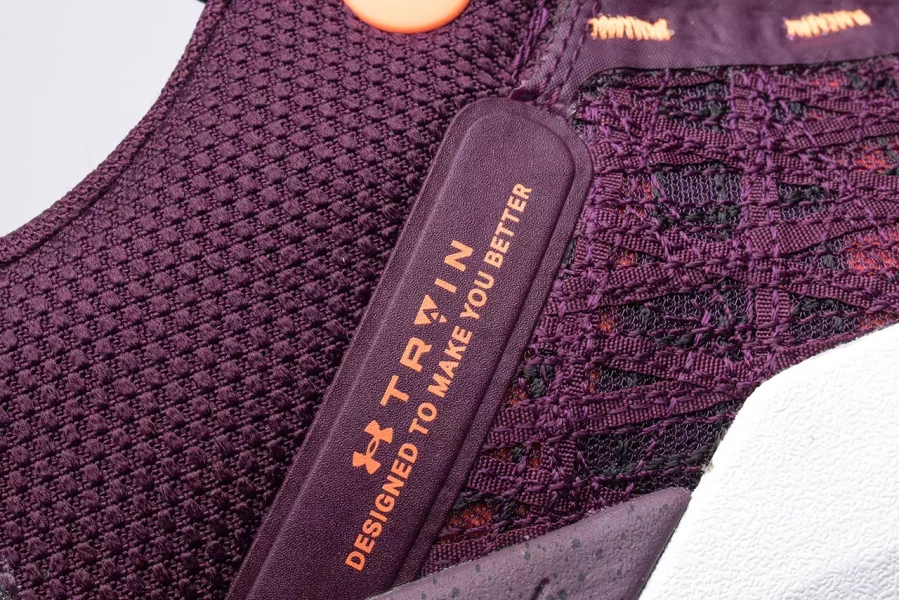 TRAIN
DESIGNED TO MAKE YOU BETTER